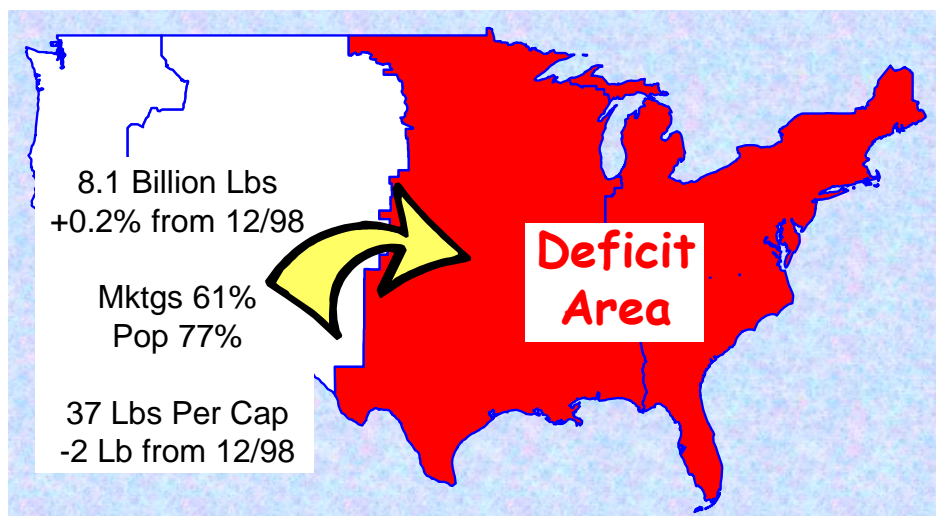 8.1 Billion Lbs
+0.2% from 12/98
Mktgs 61%
Pop 77%
37 Lbs Per Cap
-2 Lb from 12/98
Deficit
Area